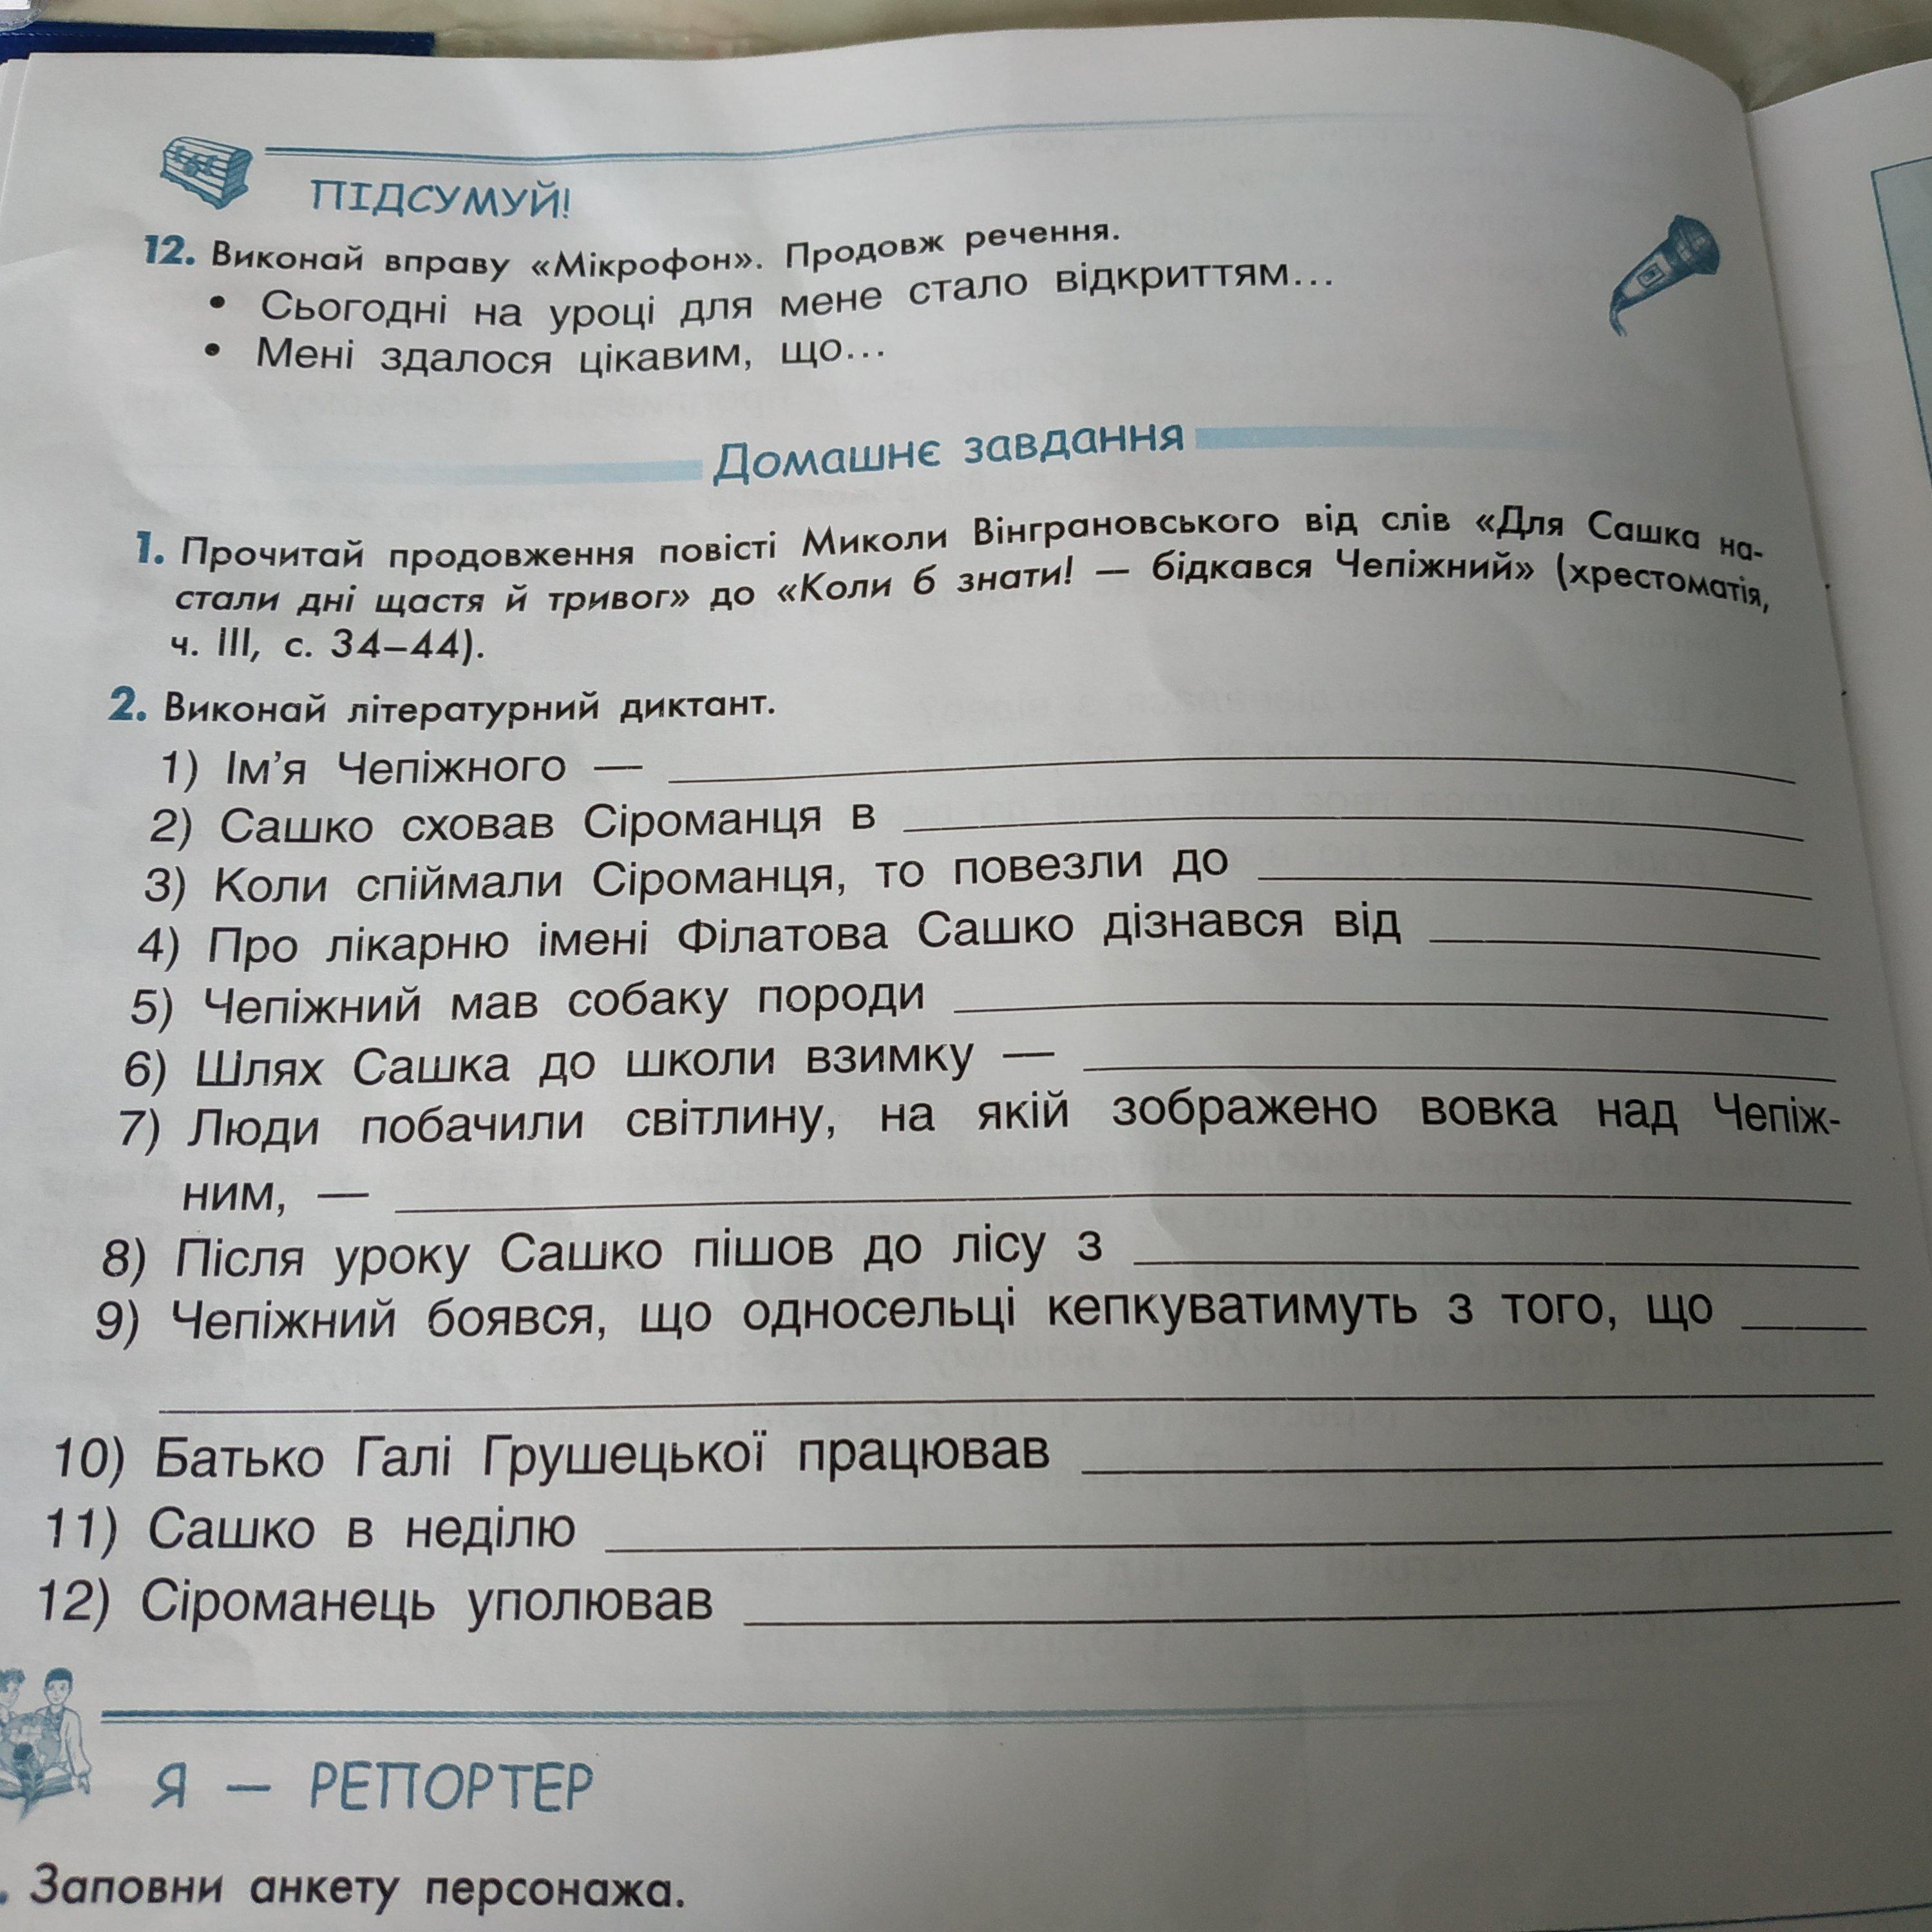 ПІДСУМУЙ!
12. Виконай вправу «Мікрофон». Продовж речення.
• Сьогодні на уроці для мене стало відкриттям...
• Мені здалося цікавим, що...
Домашнє завдання
1. Прочитай продовження повісті Миколи Вінграновського від слів «Для Сашка на-
стали дні щастя й тривог» до «Коли б знати! — бідкався Чепіжний» (хрестоматія,
ч. III, с. 34–44).
2. Виконай літературний диктант.
1) Ім’я Чепіжного —
2) Сашко сховав Сіроманця в
3) Коли спіймали Сіроманця, то повезли до
4) Про лікарню імені Філатова Сашко дізнався від
5) Чепіжний мав собаку породи
6) Шлях Сашка до школи взимку —
7) Люди побачили світлину, на якій зображено вовка над Чепіж-
ним, —
8) Після уроку Сашко пішов до лісу з
9) Чепіжний боявся, що односельці кепкуватимуть з того, що
10) Батько Галі Грушецької працював
11) Сашко в неділю
12) Сіроманець уполював
Я — РЕПОРТЕР
Заповни анкету персонажа.